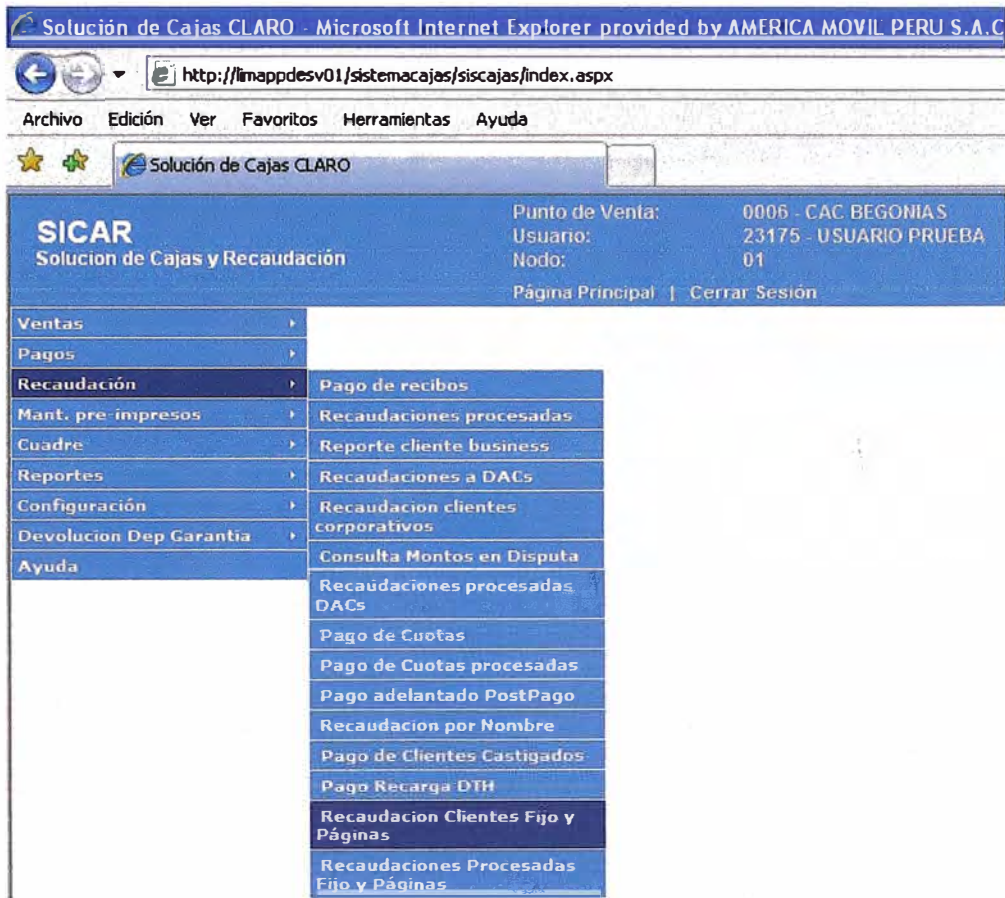 Solución de Cajas CLARO - Microsoft Internet Explorer provided by AMERICA MOVIL PERU S.A.C
http://limappdesv01/sistemacajas/siscajas/index.aspx
Archivo Edición Ver Favoritos Herramientas Ayuda
Solución de Cajas CLARO
SICAR
Solucion de Cajas y Recaudación
Punto de Venta: 0006 - CAC BEGONIAS
Usuario: 23175 - USUARIO PRUEBA
Nodo: 01
Página Principal | Cerrar Sesión
Ventas
Pagos
Recaudación
Mant. pre-impresos
Cuadre
Reportes
Configuración
Devolucion Dep Garantia
Ayuda
Pago de recibos
Recaudaciones procesadas
Reporte cliente business
Recaudaciones a DACs
Recaudacion clientes
corporativos
Consulta Montos en Disputa
Recaudaciones procesadas
DACs
Pago de Cuotas
Pago de Cuotas procesadas
Pago adelantado PostPago
Recaudacion por Nombre
Pago de Clientes Castigados
Pago Recarga DTH
Recaudacion Clientes Fijo y
Páginas
Recaudaciones Procesadas
Fijo y Páginas